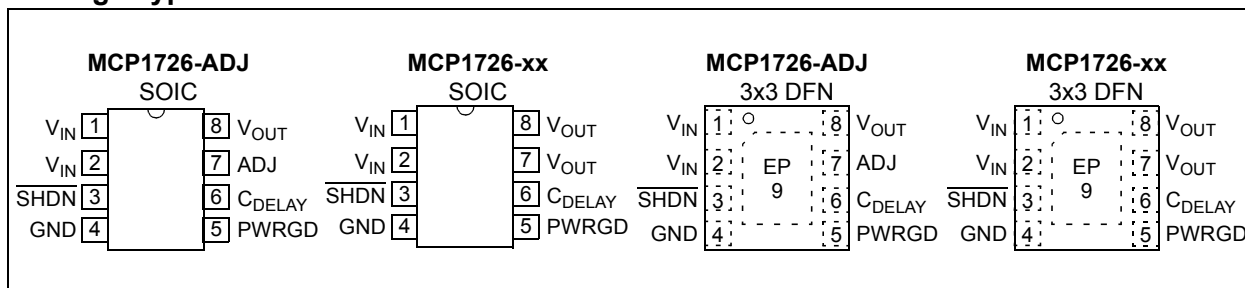 MCP1726-ADJ
SOIC
VIN 1
VIN 2
SHDN 3
GND 4
8 VOUT
7 ADJ
6 CDELAY
5 PWRGD
MCP1726-xx
SOIC
VIN 1
VIN 2
SHDN 3
GND 4
8 VOUT
7 VOUT
6 CDELAY
5 PWRGD
MCP1726-ADJ
3x3 DFN
VIN 1
VIN 2
SHDN 3
GND 4
EP
9
8 VOUT
7 ADJ
6 CDELAY
5 PWRGD
MCP1726-xx
3x3 DFN
VIN 1
VIN 2
SHDN 3
GND 4
EP
9
8 VOUT
7 VOUT
6 CDELAY
5 PWRGD